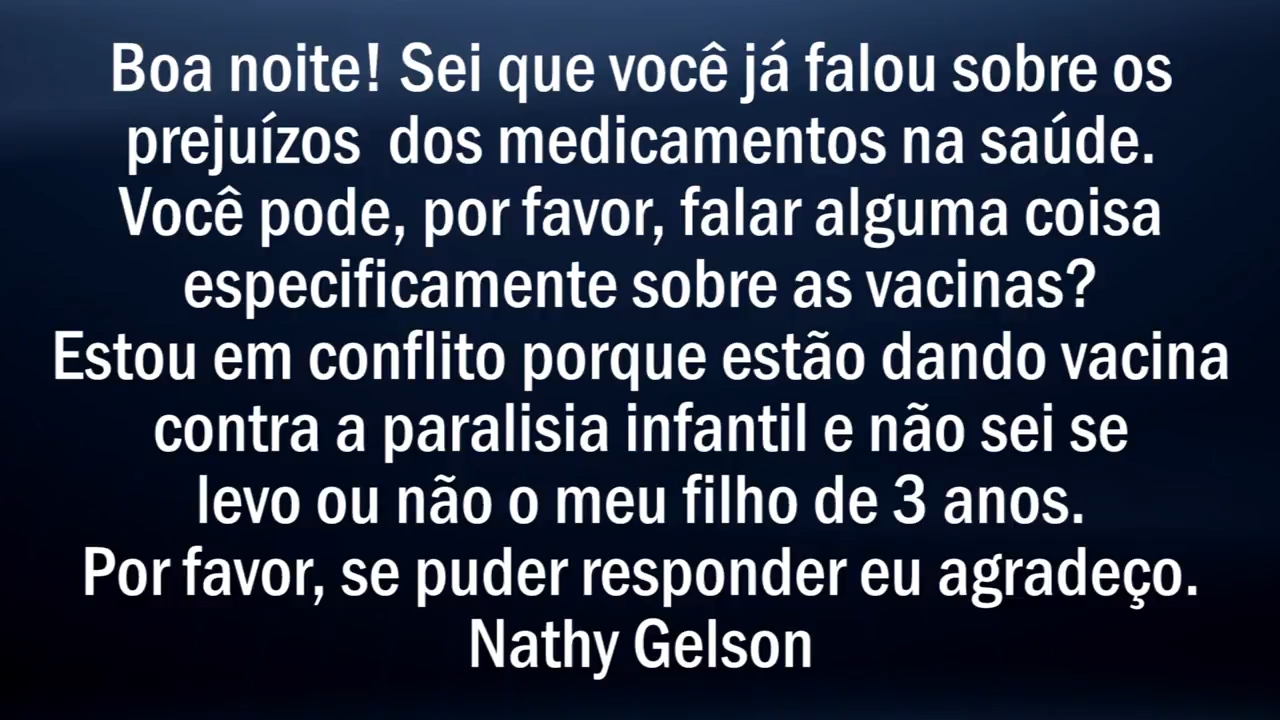 Boa noite! Sei que você já falou sobre os
prejuízos dos medicamentos na saúde.
Você pode, por favor, falar alguma coisa
especificamente sobre as vacinas?
Estou em conflito porque estão dando vacina
contra a paralisia infantil e não sei se
levo ou não o meu filho de 3 anos.
Por favor, se puder responder eu agradeço.
Nathy Gelson